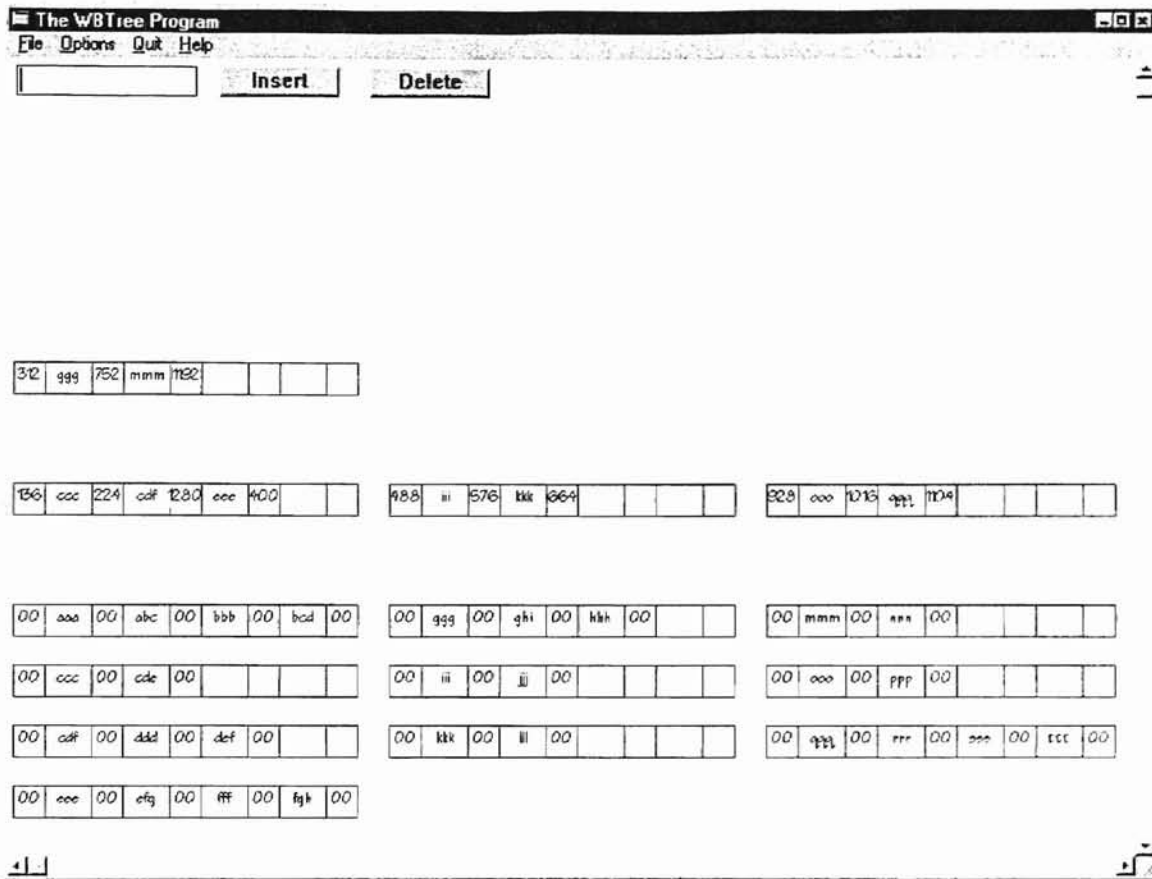 The WBTree Program
File Options Quit Help
Insert Delete
312 ggg 752 mmm 1192
136 ccc 224 cdf 1280 eee 400 488 iii 576 kkk 664 928 ooo 1016 qqq 1104
00 aaa 00 abc 00 bbb 00 bcd 00 00 ggg 00 ghi 00 hhh 00 00 mmm 00 nnn 00
00 ccc 00 cde 00 00 iii 00 jjj 00 00 ooo 00 ppp 00
00 cdf 00 ddd 00 def 00 00 kkk 00 lll 00 00 qqq 00 rrr 00 sss 00 ttt 00
00 eee 00 efg 00 fff 00 fgh 00